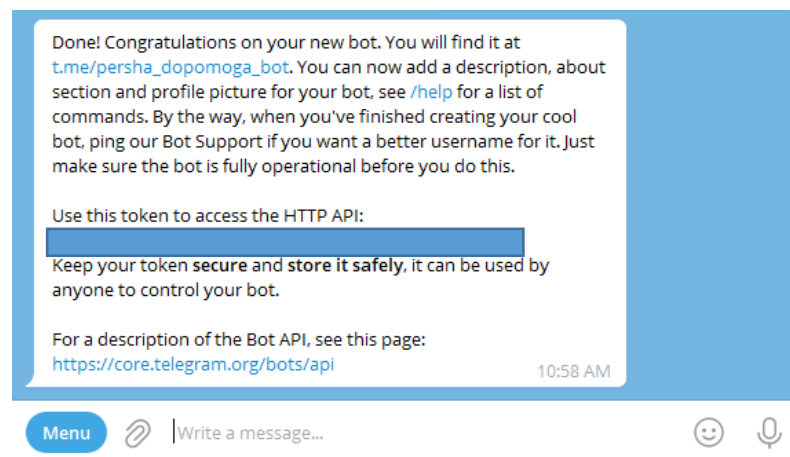 Done! Congratulations on your new bot. You will find it at
t.me/persha_dopomoga_bot. You can now add a description, about
section and profile picture for your bot, see /help for a list of
commands. By the way, when you've finished creating your cool
bot, ping our Bot Support if you want a better username for it. Just
make sure the bot is fully operational before you do this.
Use this token to access the HTTP API:
Keep your token secure and store it safely, it can be used by
anyone to control your bot.
For a description of the Bot API, see this page:
https://core.telegram.org/bots/api
10:58 AM
Menu
Write a message...